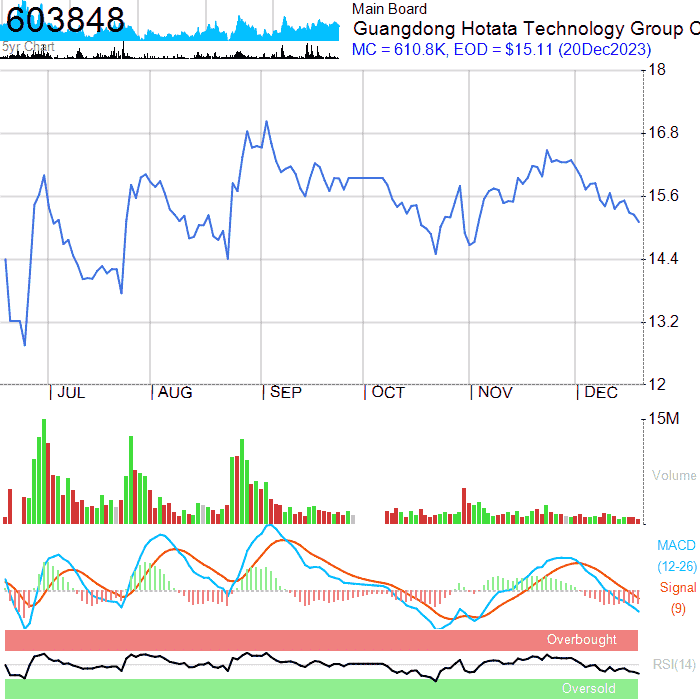 603848
Main Board
Guangdong Hotata Technology Group C
5yr Chart
MC = 610.8K, EOD = $15.11 (20Dec2023)
18
16.8
15.6
14.4
13.2
12
JUL AUG SEP OCT NOV DEC
15M
Volume
MACD
(12-26)
Signal
(9)
Overbought
RSI(14)
Oversold